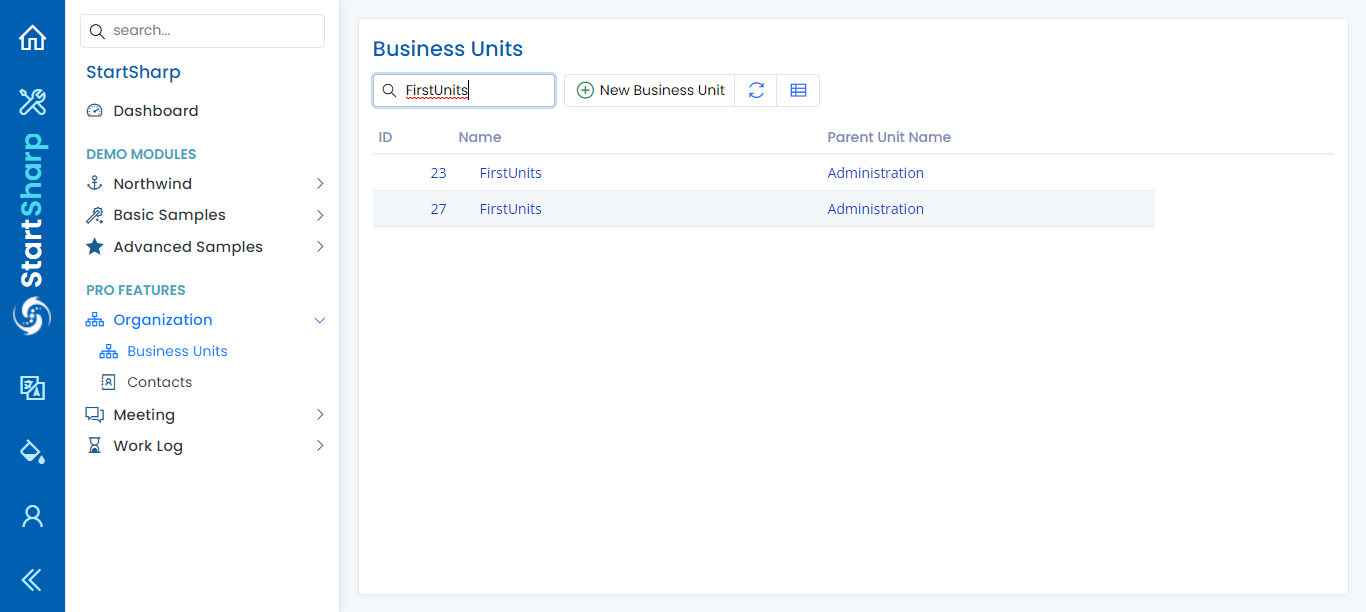 StartSharp
search...
StartSharp
Dashboard
DEMO MODULES
Northwind
Basic Samples
Advanced Samples
PRO FEATURES
Organization
Business Units
Contacts
Meeting
Work Log
Business Units
FirstUnits
New Business Unit
ID Name Parent Unit Name
23 FirstUnits Administration
27 FirstUnits Administration